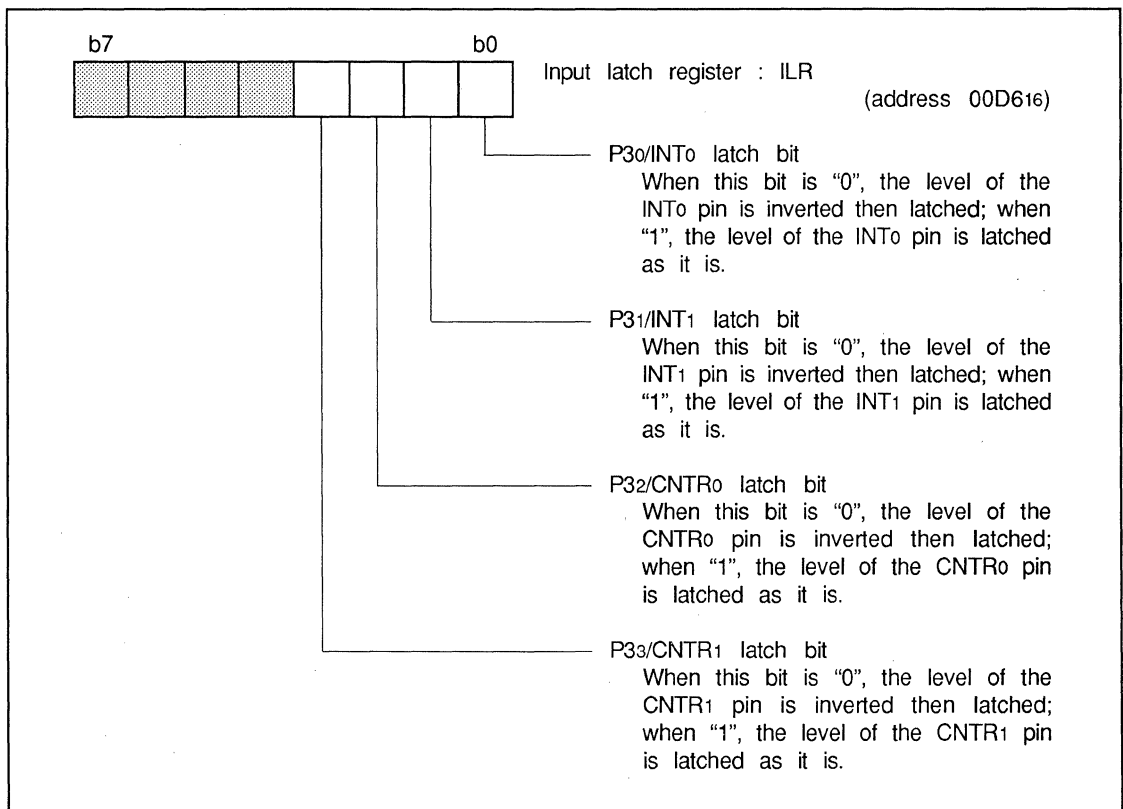 b7 b0
Input latch register : ILR
(address 00D616)
P30/INT0 latch bit
When this bit is “0”, the level of the
INT0 pin is inverted then latched; when
“1”, the level of the INT0 pin is latched
as it is.
P31/INT1 latch bit
When this bit is “0”, the level of the
INT1 pin is inverted then latched; when
“1”, the level of the INT1 pin is latched
as it is.
P32/CNTR0 latch bit
When this bit is “0”, the level of the
CNTR0 pin is inverted then latched;
when “1”, the level of the CNTR0 pin
is latched as it is.
P33/CNTR1 latch bit
When this bit is “0”, the level of the
CNTR1 pin is inverted then latched;
when “1”, the level of the CNTR1 pin
is latched as it is.